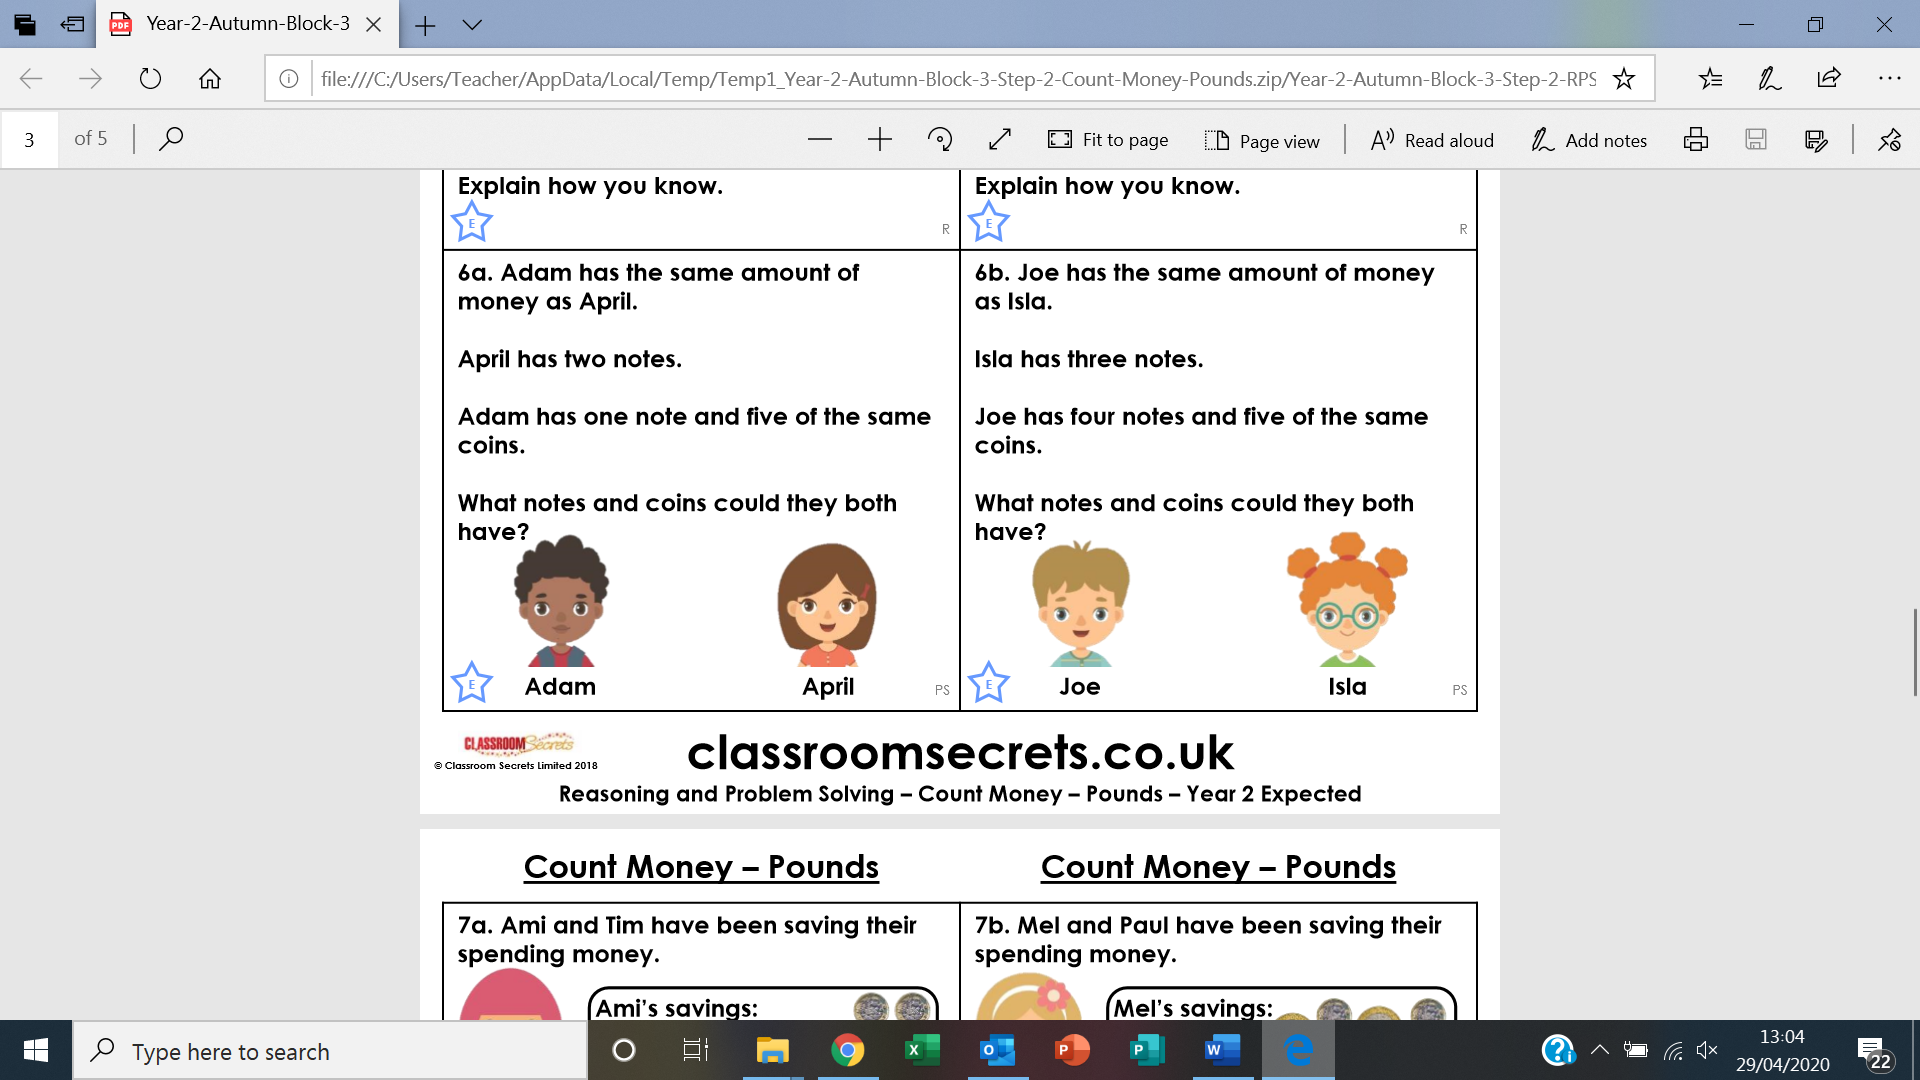 Year-2-Autumn-Block-3
file:///C:/Users/Teacher/AppData/Local/Temp/Temp1_Year-2-Autumn-Block-3-Step-2-Count-Money-Pounds.zip/Year-2-Autumn-Block-3-Step-2-RPS
3 of 5
Fit to page
Page view
Read aloud
Add notes
Explain how you know.
E
R
Explain how you know.
E
R
6a. Adam has the same amount of
money as April.
April has two notes.
Adam has one note and five of the same
coins.
What notes and coins could they both
have?
E
Adam
April
PS
6b. Joe has the same amount of money
as Isla.
Isla has three notes.
Joe has four notes and five of the same
coins.
What notes and coins could they both
have?
E
Joe
Isla
PS
CLASSROOM Secrets
© Classroom Secrets Limited 2018
classroomsecrets.co.uk
Reasoning and Problem Solving – Count Money – Pounds – Year 2 Expected
Count Money – Pounds
Count Money – Pounds
7a. Ami and Tim have been saving their
spending money.
Ami's savings:
7b. Mel and Paul have been saving their
spending money.
Mel's savings:
Type here to search
13:04
29/04/2020
22